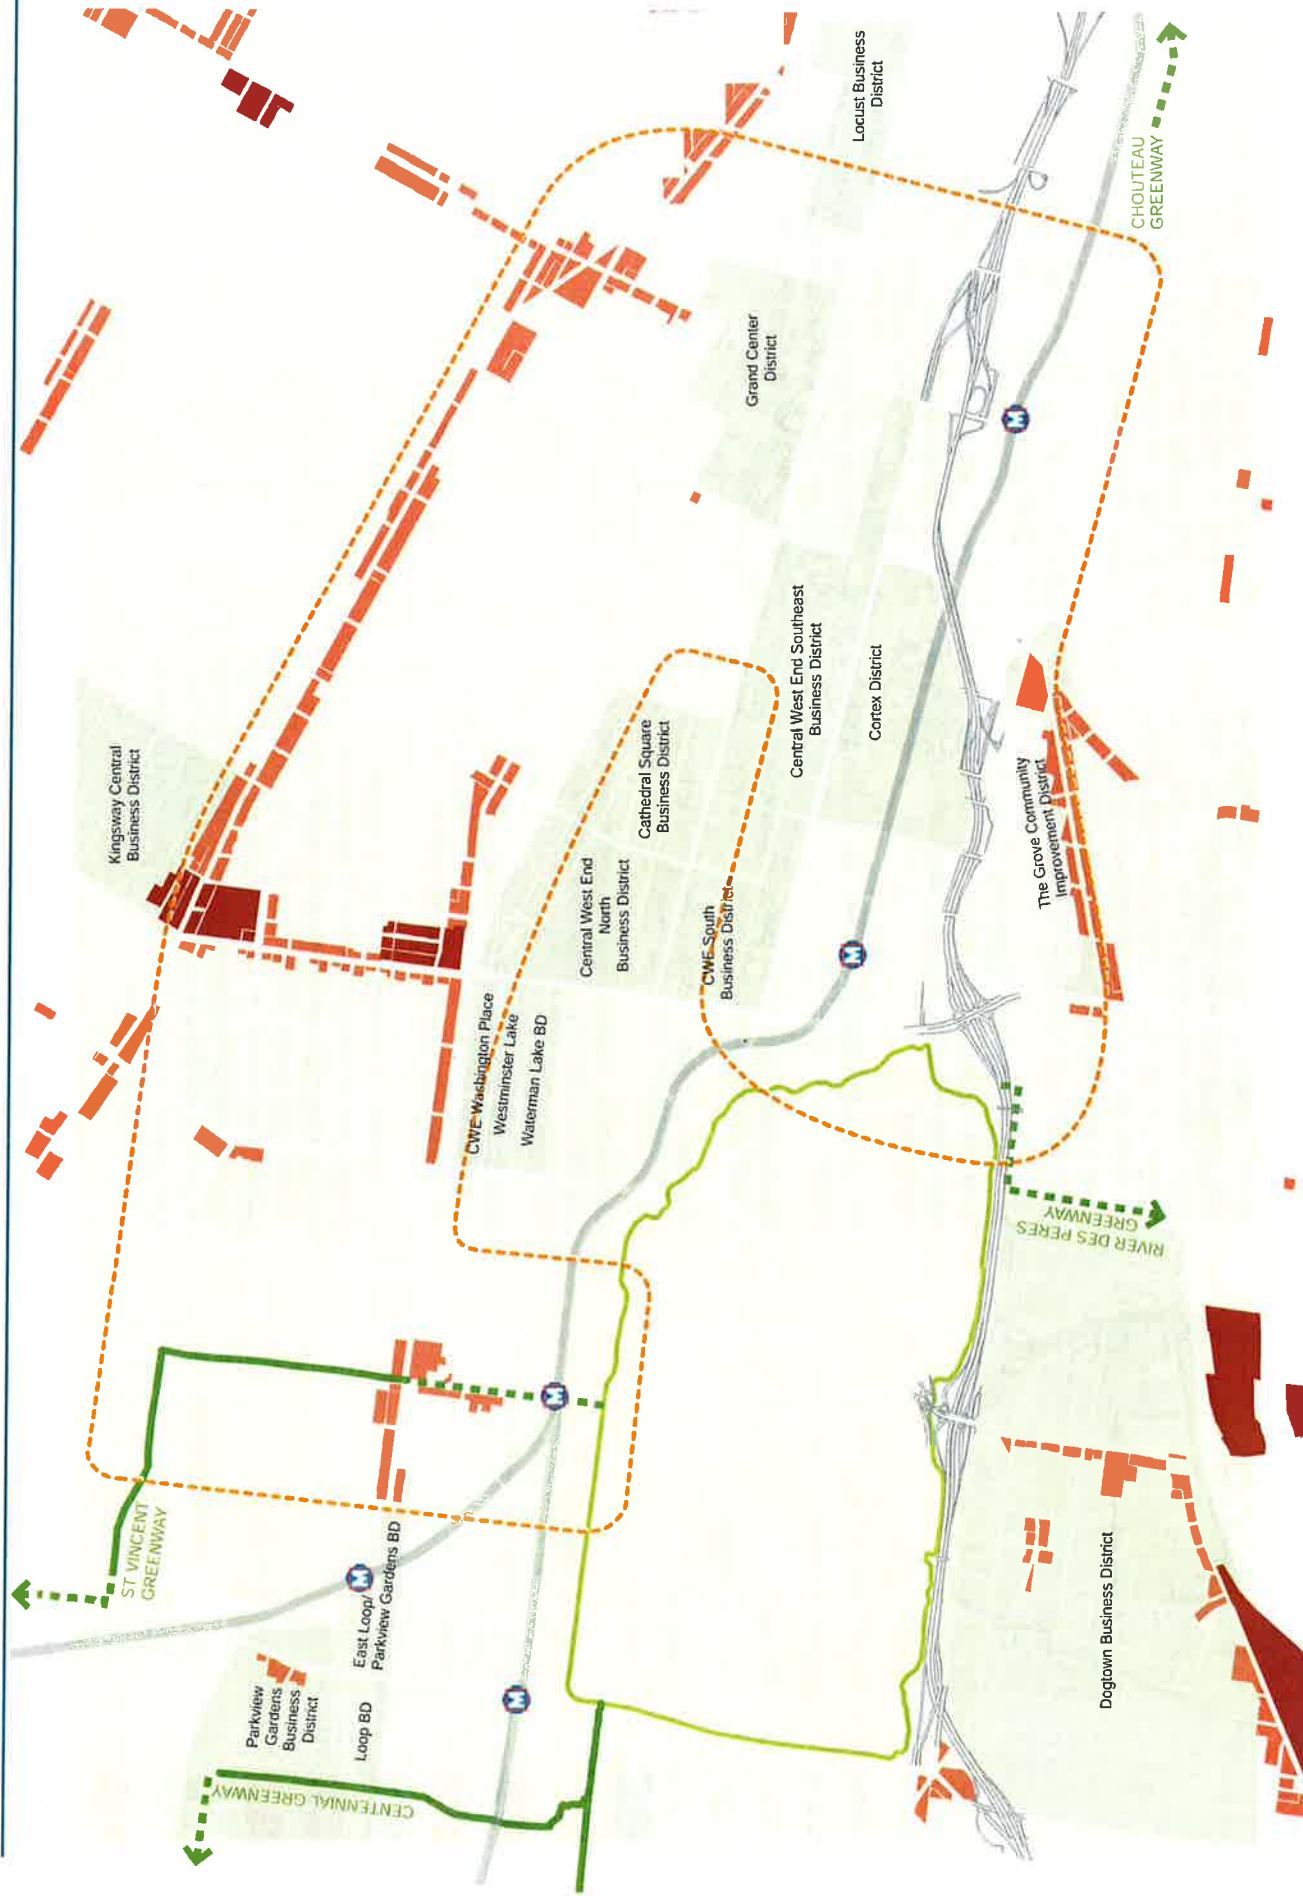 ST VINCENT
GREENWAY
Parkview
Gardens
Business
District
Loop BD
East Loop/
Parkview Gardens BD
CENTENNIAL GREENWAY
M
M
M
M
M
Kingsway Central
Business District
CWE Washington Place
Westminster Lake
Waterman Lake BD
Central West End
North
Business District
Cathedral Square
Business District
CWE South
Business District
Central West End Southeast
Business District
Cortex District
Grand Center
District
Locust Business
District
CHOUTEAU
GREENWAY
The Grove Community
Improvement District
RIVER DES PERES
GREENWAY
Dogtown Business District